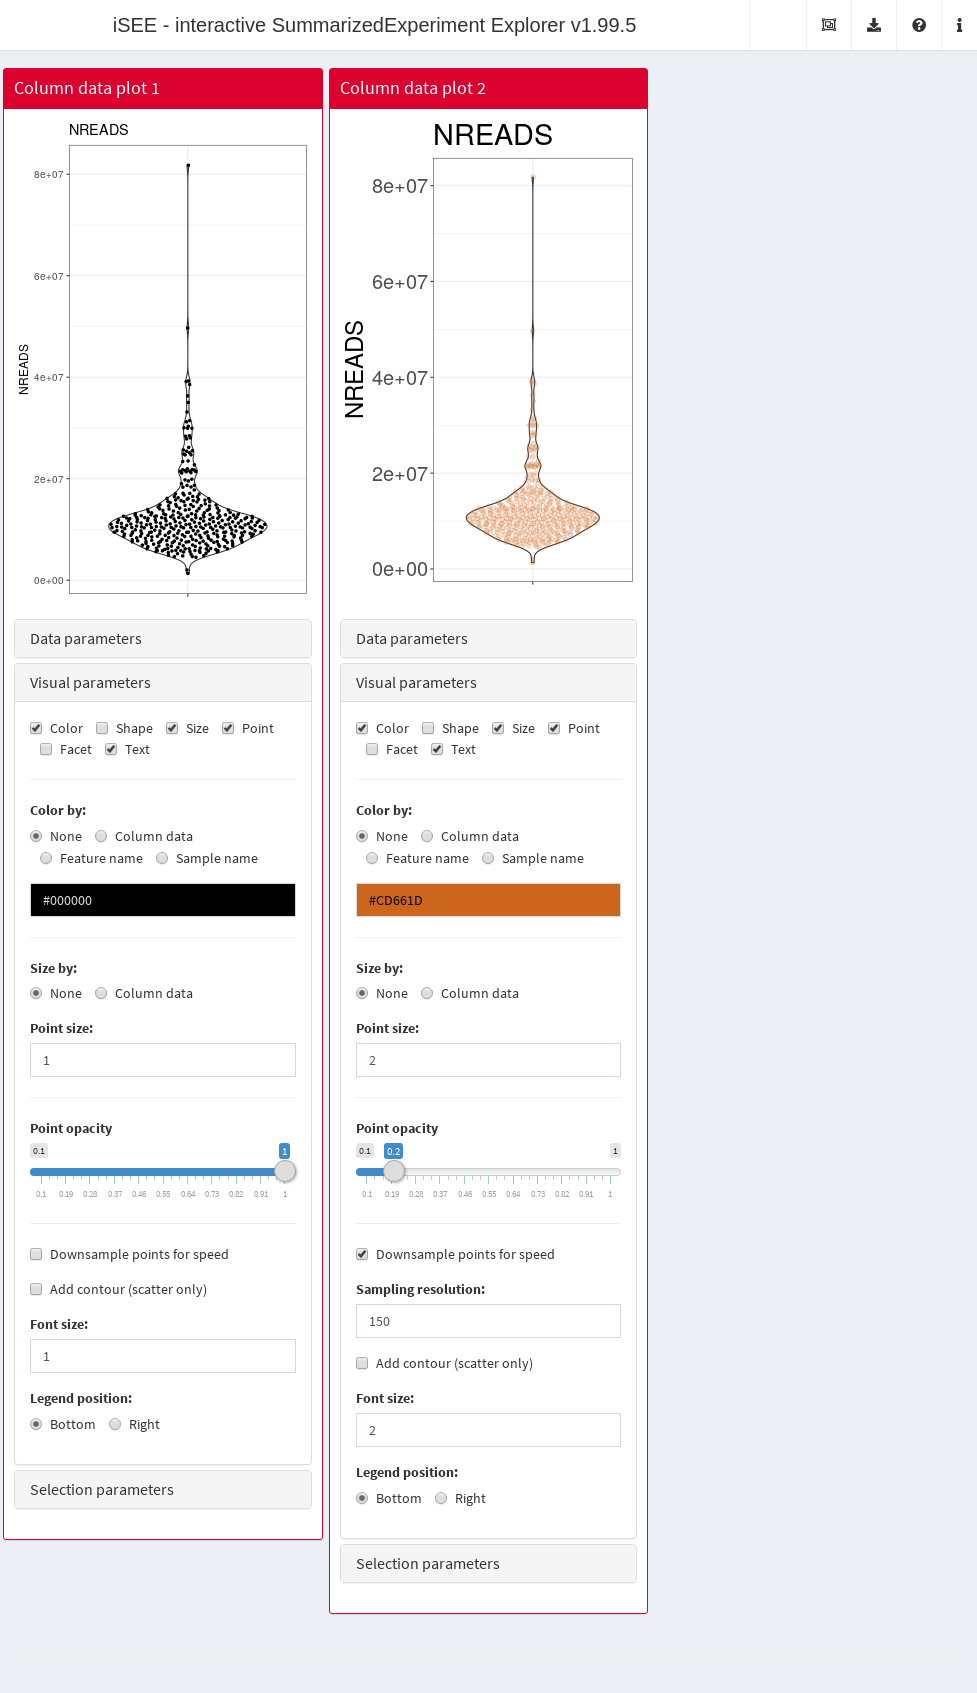 iSEE - interactive SummarizedExperiment Explorer v1.99.5
Column data plot 1
NREADS
8e+07
6e+07
4e+07
2e+07
0e+00
NREADS
Data parameters
Visual parameters
Color Shape Size Point
Facet Text
Color by:
None Column data
Feature name Sample name
#000000
Size by:
None Column data
Point size:
1
Point opacity
0.1 1
0.1 0.19 0.28 0.37 0.46 0.55 0.64 0.73 0.82 0.91 1
Downsample points for speed
Add contour (scatter only)
Font size:
1
Legend position:
Bottom Right
Selection parameters
Column data plot 2
NREADS
8e+07
6e+07
4e+07
2e+07
0e+00
NREADS
Data parameters
Visual parameters
Color Shape Size Point
Facet Text
Color by:
None Column data
Feature name Sample name
#CD661D
Size by:
None Column data
Point size:
2
Point opacity
0.1 0.2 1
0.1 0.19 0.28 0.37 0.46 0.55 0.64 0.73 0.82 0.91 1
Downsample points for speed
Sampling resolution:
150
Add contour (scatter only)
Font size:
2
Legend position:
Bottom Right
Selection parameters